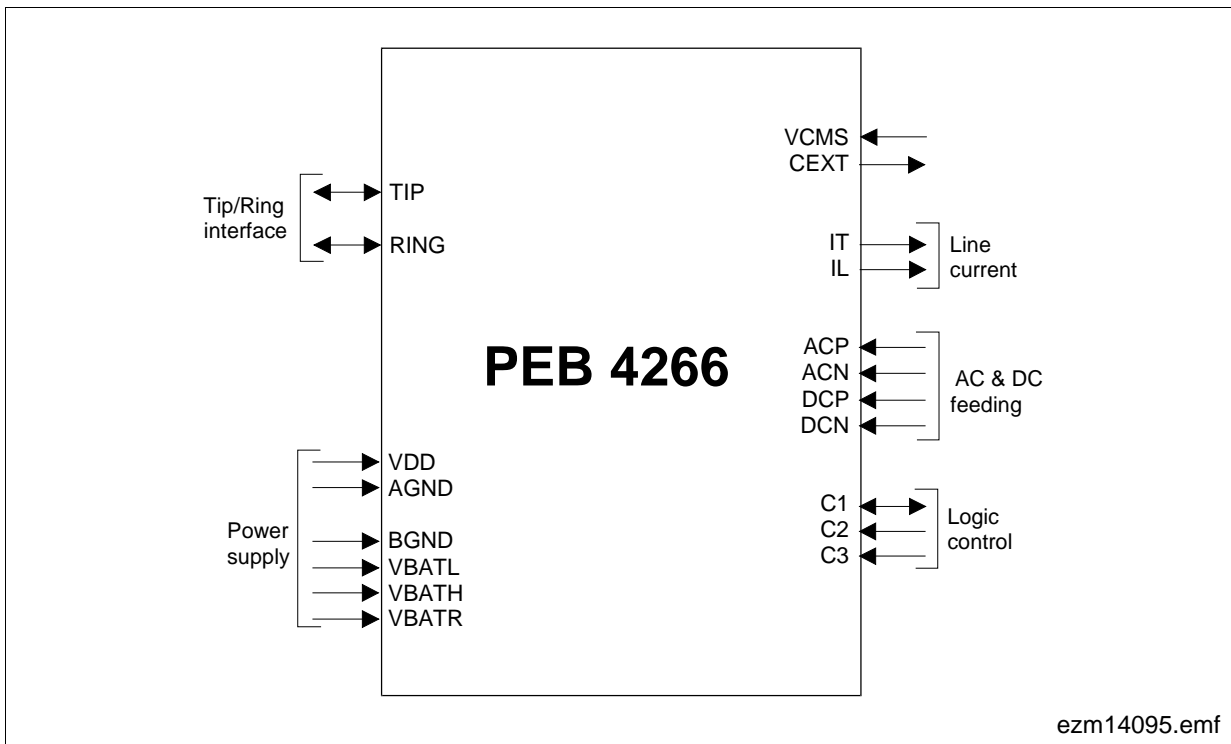 VCMS
CEXT
Tip/Ring
interface
TIP
RING
IT
IL
Line
current
PEB 4266
ACP
ACN
DCP
DCN
AC & DC
feeding
Power
supply
VDD
AGND
BGND
VBATL
VBATH
VBATR
C1
C2
C3
Logic
control
ezm14095.emf